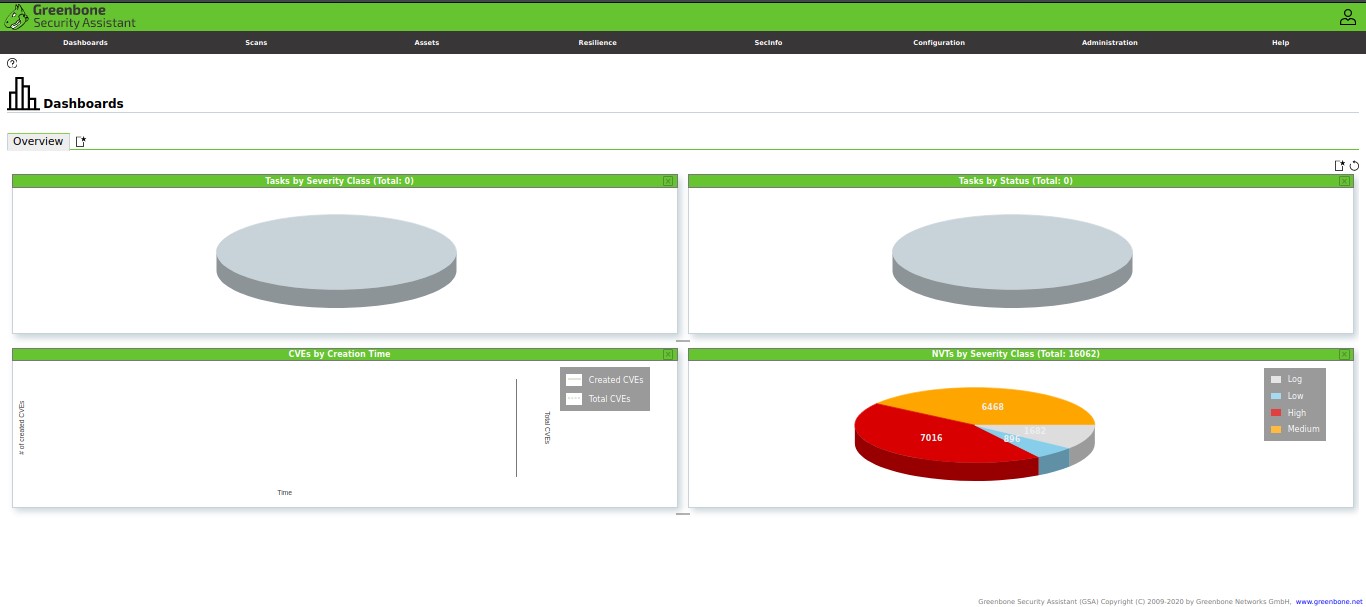 Greenbone
Security Assistant
Dashboards Scans Assets Resilience SecInfo Configuration Administration Help
Dashboards
Overview
Tasks by Severity Class (Total: 0)
Tasks by Status (Total: 0)
CVEs by Creation Time
Created CVEs
Total CVEs
# of created CVEs
Total CVEs
Time
NVTs by Severity Class (Total: 16062)
6468
7016
896
1682
Log
Low
High
Medium
Greenbone Security Assistant (GSA) Copyright (C) 2009-2020 by Greenbone Networks GmbH, www.greenbone.net